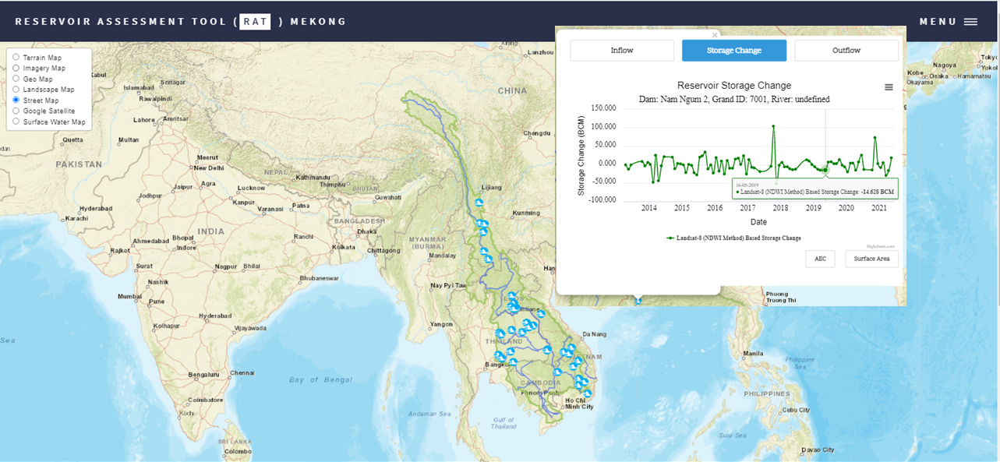 RESERVOIR ASSESSMENT TOOL ( RAT ) MEKONG
MENU
Terrain Map
Imagery Map
Geo Map
Landscape Map
Street Map
Google Satellite
Surface Water Map
×
Inflow
Storage Change
Outflow
Reservoir Storage Change
Dam: Nam Ngum 2, Grand ID: 7001, River: undefined
Storage Change (BCM)
150.000
100.000
50.000
0.000
-50.000
-100.000
16-05-2019
Landsat-8 (NDWI Method) Based Storage Change: -14.628 BCM
2014 2015 2016 2017 2018 2019 2020 2021
Date
Landsat-8 (NDWI Method) Based Storage Change
Highcharts.com
AEC
Surface Area
Phuong
Truong Thi
Lanzhou
CHINA
Chengdu
Srinagar
Islamabad
Rawalpindi
Lahore
Amritsar
Quetta
Multan
PAKISTAN
Meerut
New Delhi
NEPAL
Kathmandu
Thimphu
BHUTAN
Guwahati
Lijiang
Kunming
Jaipur
Agra
Lucknow
Jodhpur
Kanpur
Varanasi
Patna
BANGLADESH
Dhaka
Hyderabad
Karachi
INDIA
Ranchi
Ahmedabad
Bhopal
Indore
Rajkot
Kolkata
Chittagong
MYANMAR
(BURMA)
Mandalay
Surat
Nagpur
Bhilai
Nashik
Bhubaneswar
Nay Pyi Taw
Mumbai
Pune
Hyderabad
Kolhapur
Vijayawada
Yangon
THAILAND
Da Nang
Bengaluru
Chennai
Bay of Bengal
CAMBODIA
Phnom Penh
Ho Chi
Minh City
Coimbatore
Kochi
Andaman Sea
Gulf of
Thailand
SRI LANKA
Colombo
Manila
Philippine
Sea
PHILIPPINES
Cebu City
Sulu Sea
Davao City
Nagoya
Kobe
Osaka
Hamamatsu
Okayama
Sea